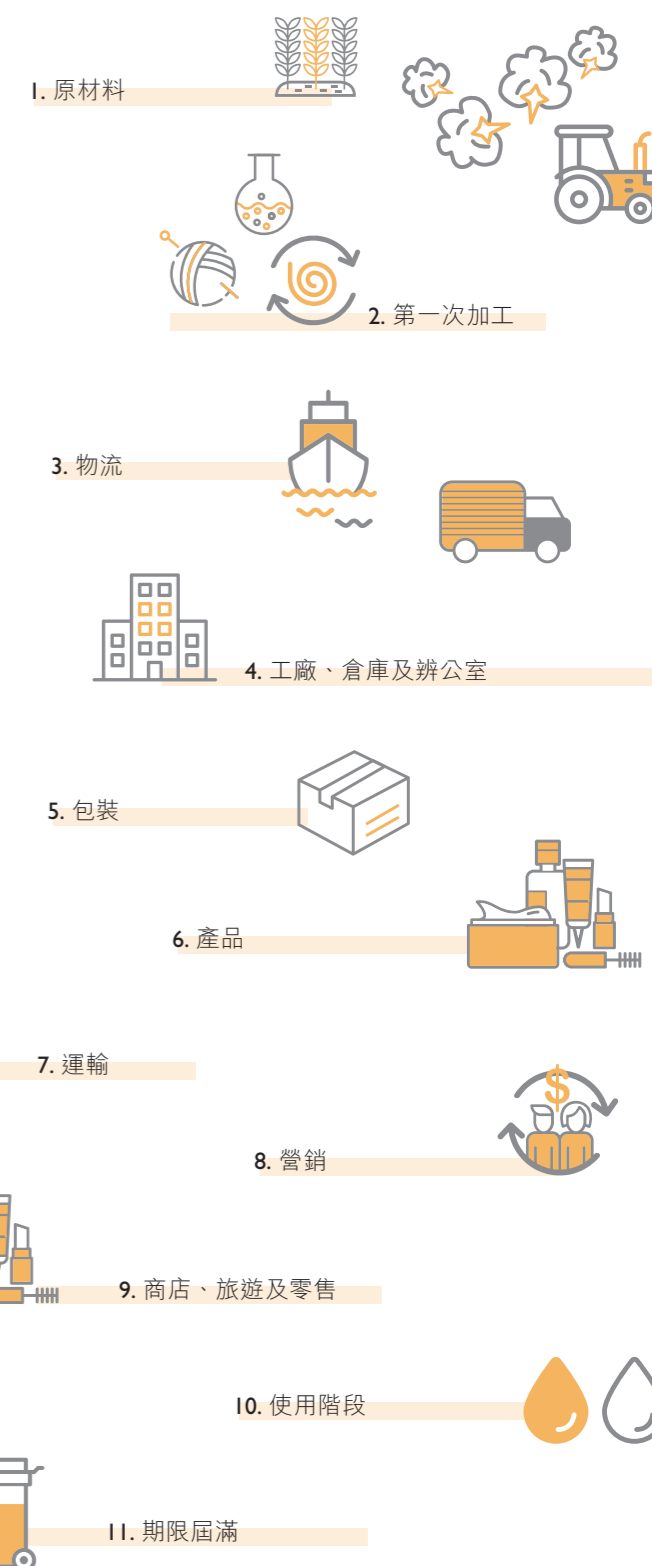 1. 原材料
2. 第一次加工
3. 物流
4. 工廠、倉庫及辨公室
5. 包裝
6. 產品
7. 運輸
$
8. 營銷
9. 商店、旅遊及零售
10. 使用階段
11. 期限屆滿